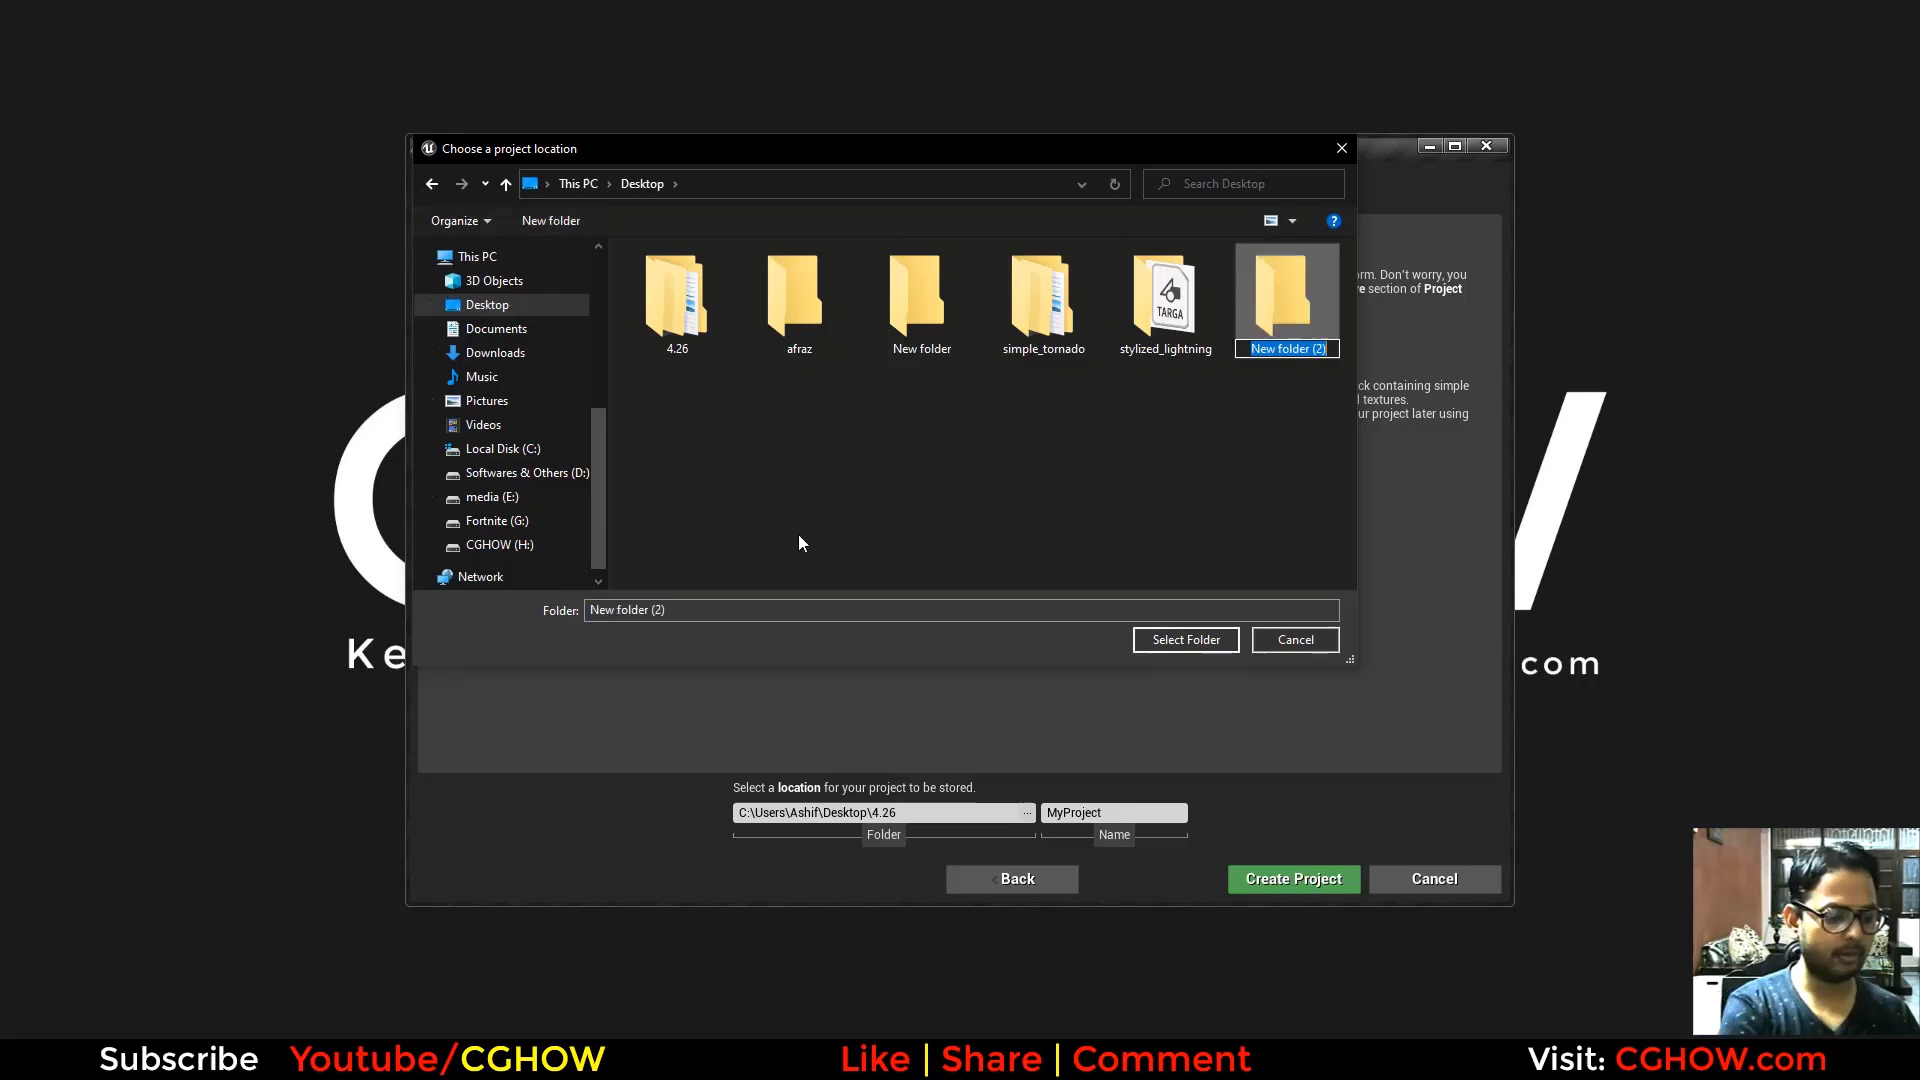 Choose a project location
This PC
Desktop
Search Desktop
Organize
New folder
This PC
3D Objects
Desktop
Documents
Downloads
Music
Pictures
Videos
Local Disk (C:)
Softwares & Others (D:)
media (E:)
Fortnite (G:)
CGHOW (H:)
Network
4.26
afraz
New folder
simple_tornado
TARGA
stylized_lightning
New folder (2)
orm. Don't worry, you
e section of Project
ck containing simple
l textures.
ur project later using
Folder:
New folder (2)
Select Folder
Cancel
Ke
com
Select a location for your project to be stored.
C:\Users\Ashif\Desktop\4.26
...
MyProject
Folder
Name
Back
Create Project
Cancel
Subscribe Youtube/CGHOW
Like | Share | Comment
Visit: CGHOW.com